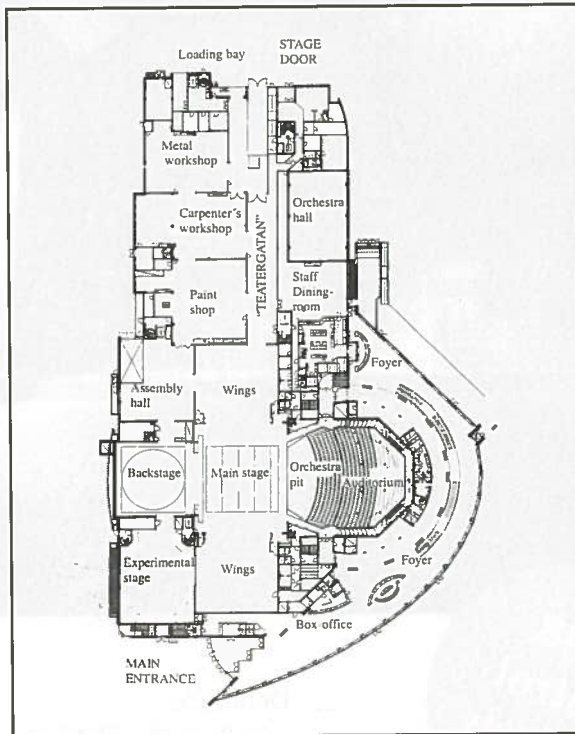 Loading bay
STAGE
DOOR
Metal
workshop
Carpenter's
workshop
Orchestra
hall
"TEATERGATAN"
Paint
shop
Staff
Dining-
room
Foyer
Assembly
hall
Wings
Backstage
Main stage
Orchestra
pit
Auditorium
Experimental
stage
Wings
Foyer
Box-office
MAIN
ENTRANCE